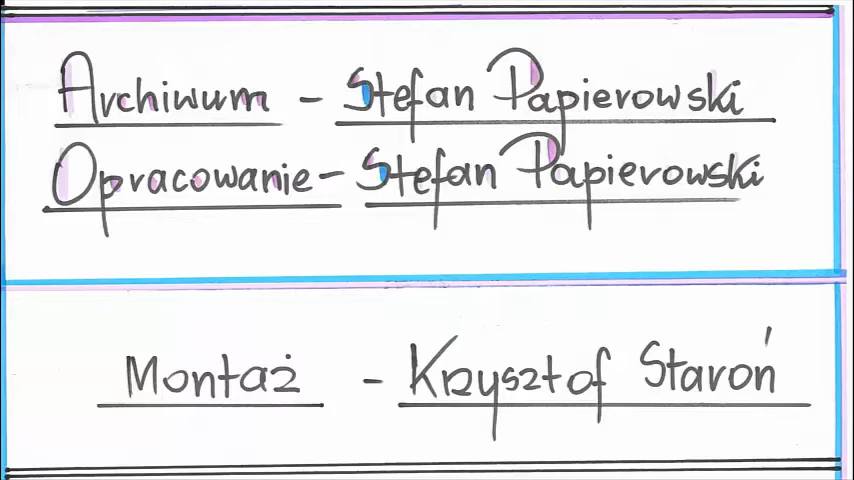 Archiwum - Stefan Papierowski
Opracowanie - Stefan Papierowski
Montaż - Krzysztof Staroń